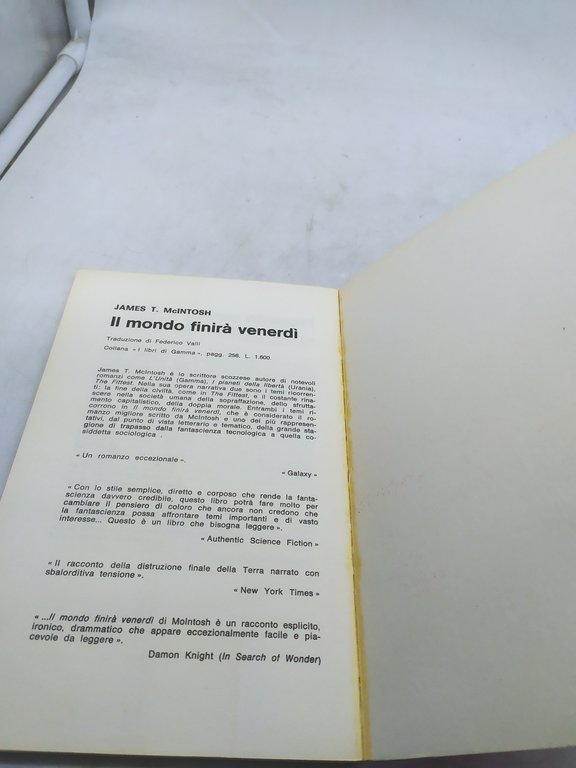 JAMES T. McINTOSH
Il mondo finirà venerdì
Traduzione di Federico Valli
Collana « I libri di Gamma », pagg. 256. L. 1.600.
James T. McIntosh è lo scrittore scozzese autore di notevoli
romanzi come L'Unità (Gamma), I pianeti della libertà (Urania),
The Fittest. Nella sua opera narrativa due sono i temi ricorren-
ti: la fine della civiltà, come in The Fittest, e il costante rina-
scere nella società umana della sopraffazione, dello sfrutta-
mento capitalistico, della doppia morale. Entrambi i temi ri-
corrono in Il mondo finirà venerdì, che è considerato il ro-
manzo migliore scritto da McIntosh e uno dei più rappresen-
tativi, dal punto di vista letterario e tematico, della grande sta-
gione di trapasso dalla fantascienza tecnologica a quella co-
siddetta sociologica .
« Un romanzo eccezionale ».
« Galaxy »
« Con lo stile semplice, diretto e corposo che rende la fanta-
scienza davvero credibile, questo libro potrà fare molto per
cambiare il pensiero di coloro che ancora non credono che
la fantascienza possa affrontare temi importanti e di vasto
interesse... Questo è un libro che bisogna leggere ».
« Authentic Science Fiction »
« Il racconto della distruzione finale della Terra narrato con
sbalorditiva tensione ».
« New York Times »
« ...Il mondo finirà venerdì di McIntosh è un racconto esplicito,
ironico, drammatico che appare eccezionalmente facile e pia-
cevole da leggere ».
Damon Knight (In Search of Wonder)